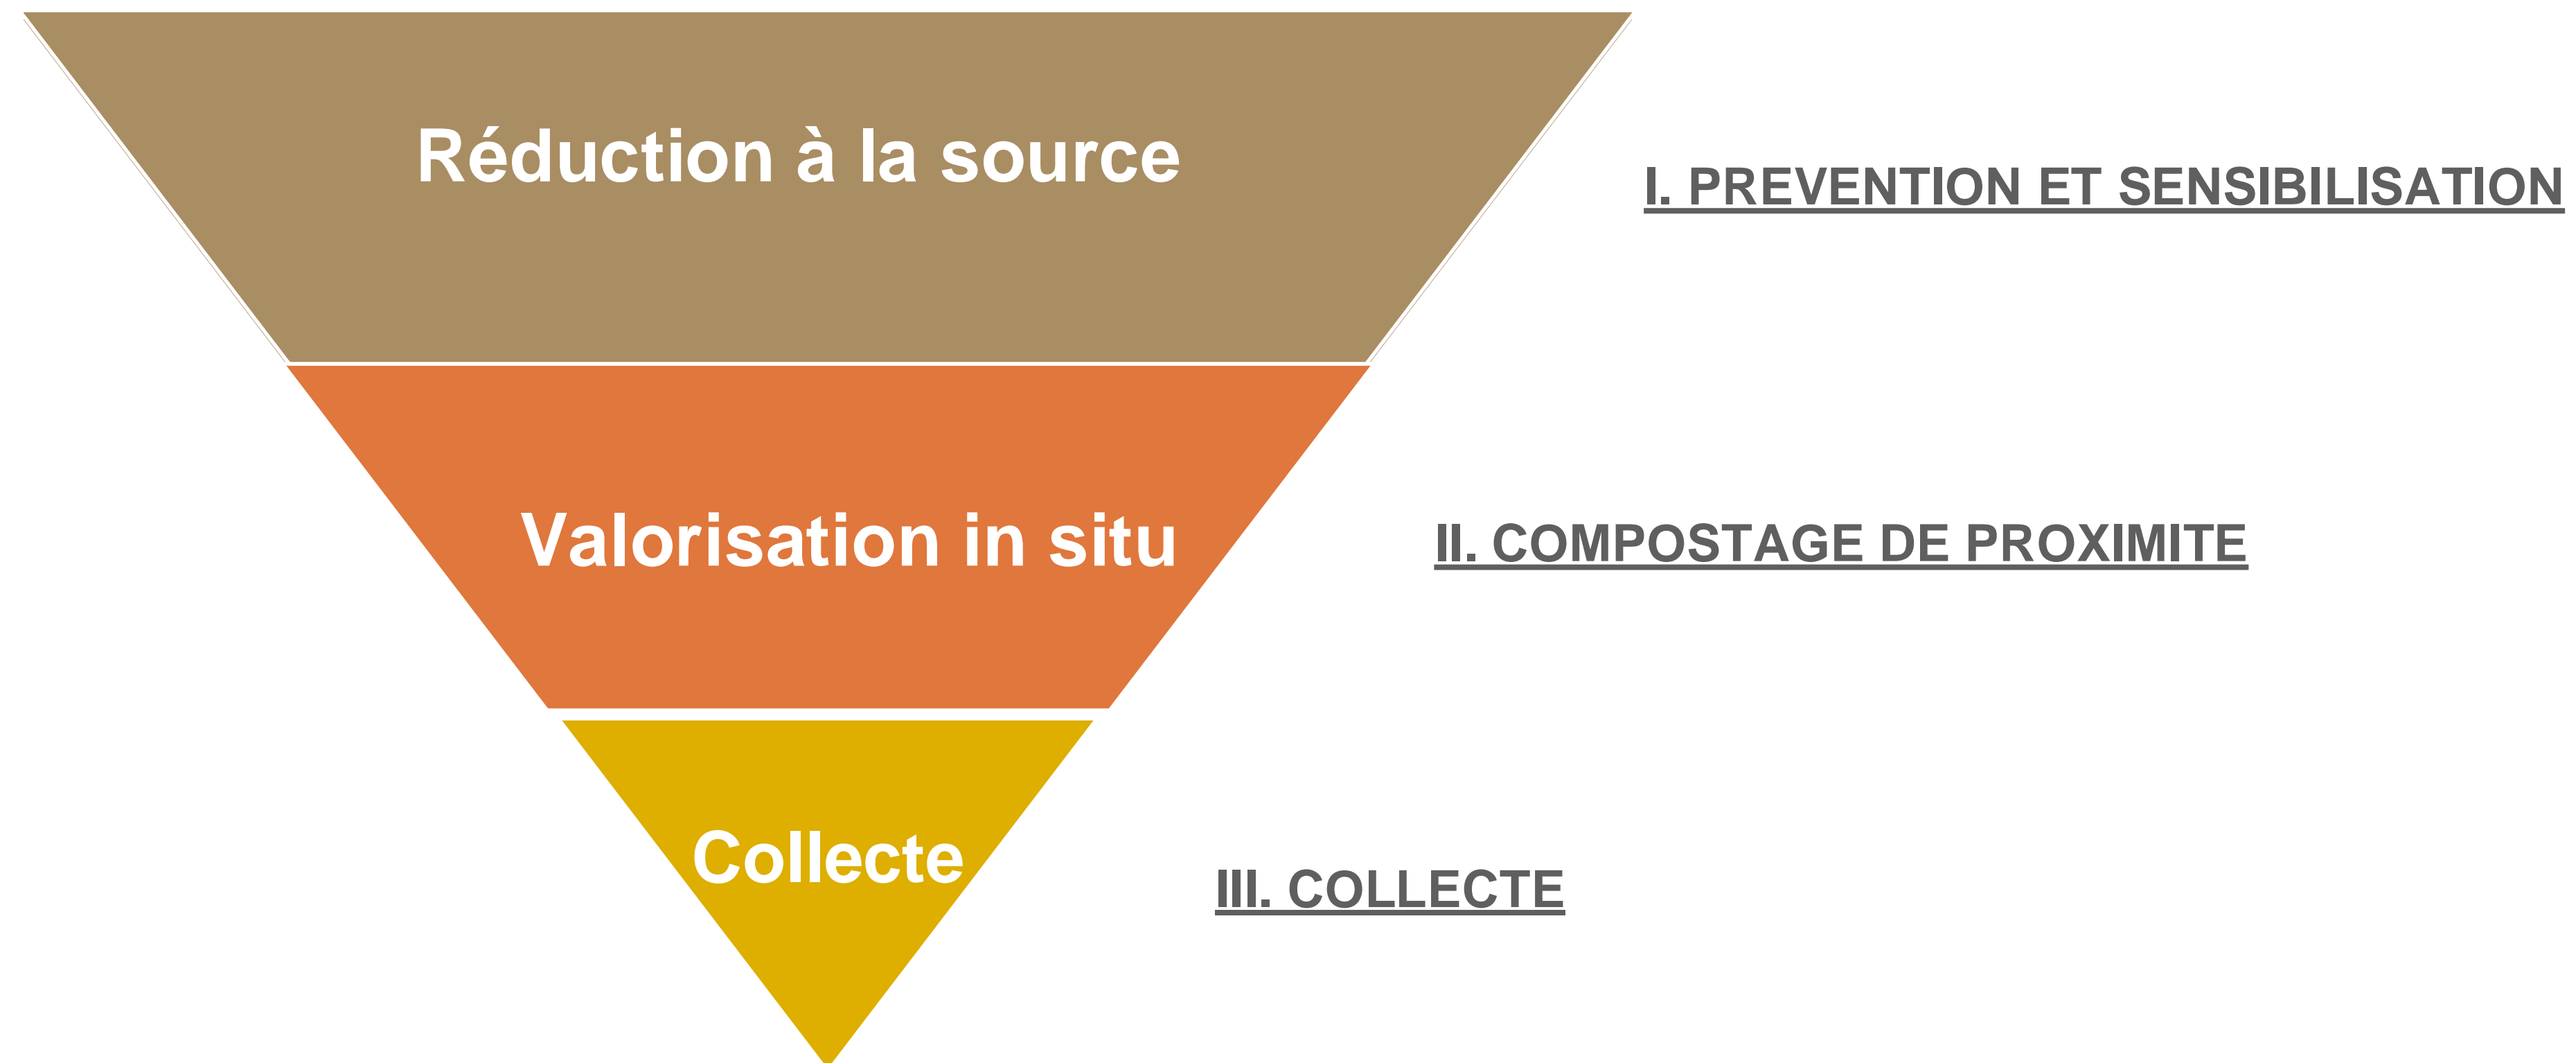 Réduction à la source
I. PREVENTION ET SENSIBILISATION
Valorisation in situ
II. COMPOSTAGE DE PROXIMITE
Collecte
III. COLLECTE